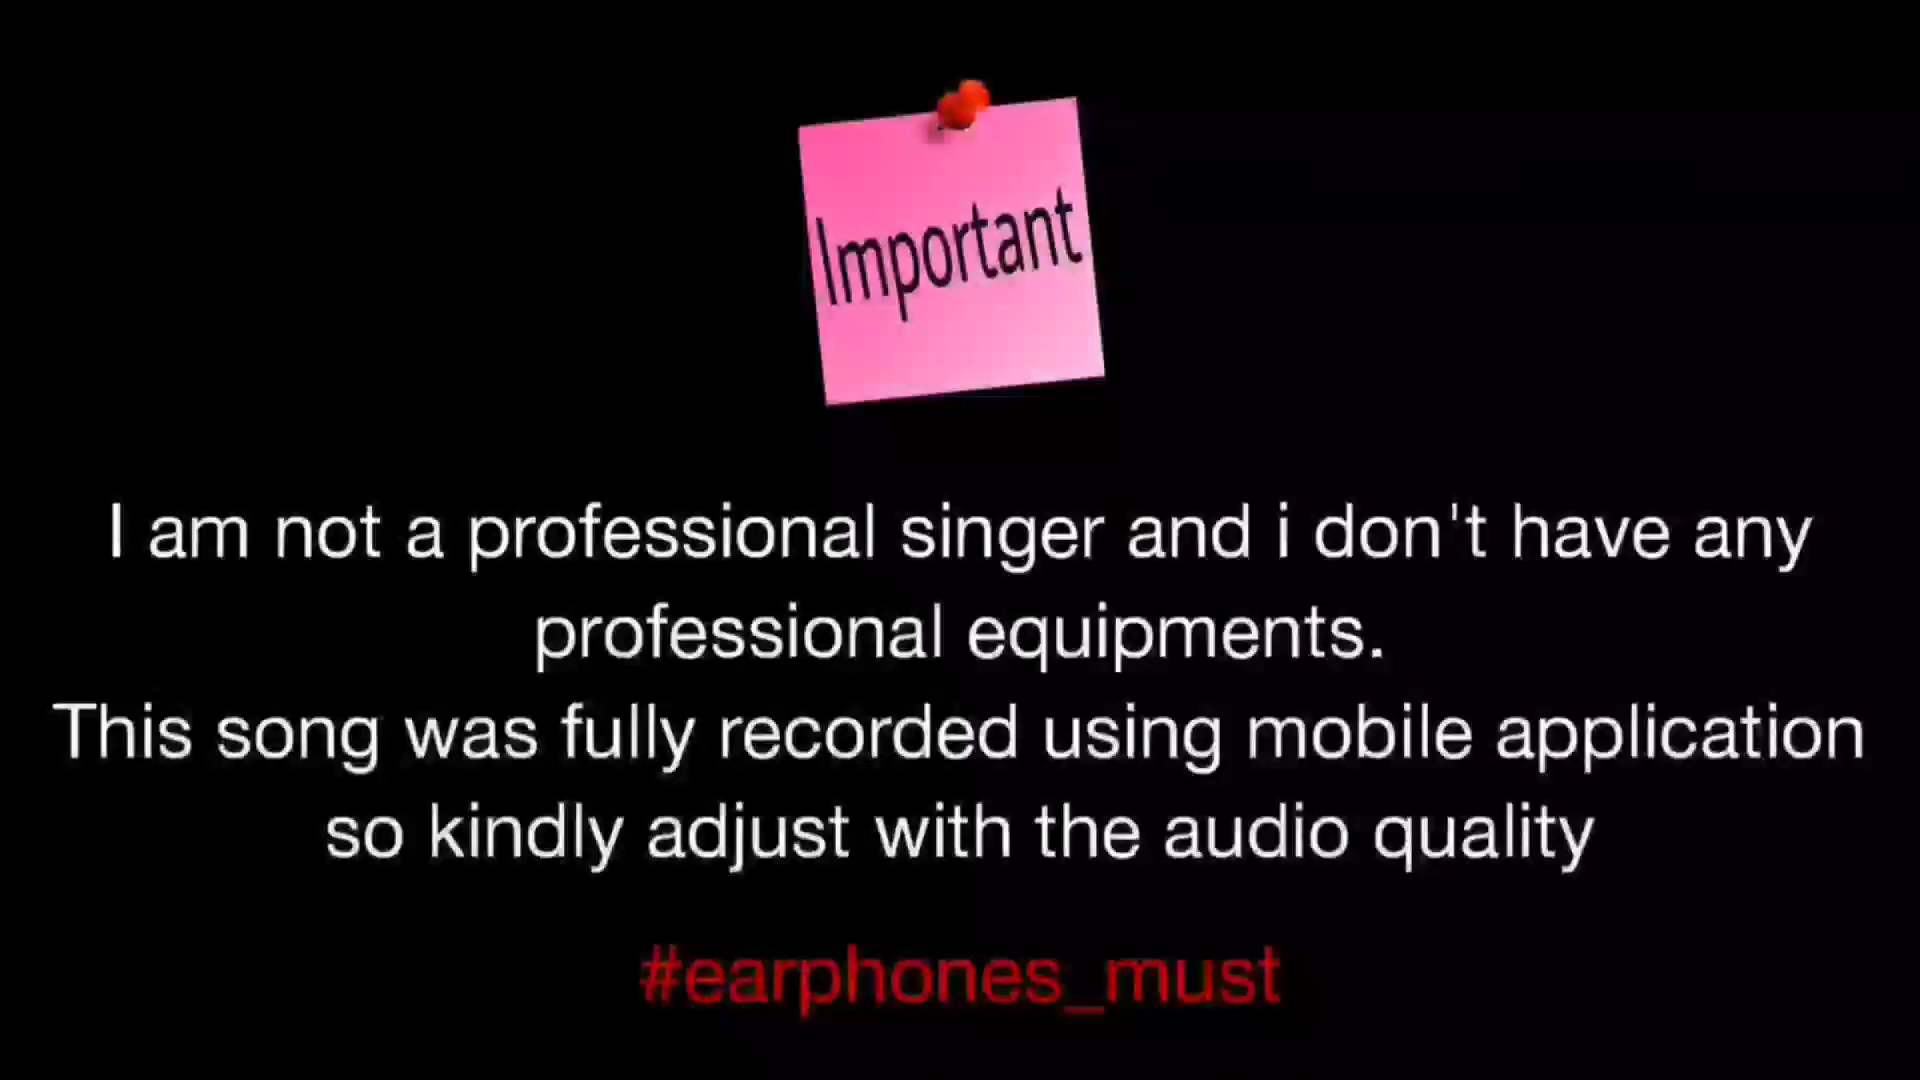 Important
I am not a professional singer and i don't have any
professional equipments.
This song was fully recorded using mobile application
so kindly adjust with the audio quality
#earphones_must